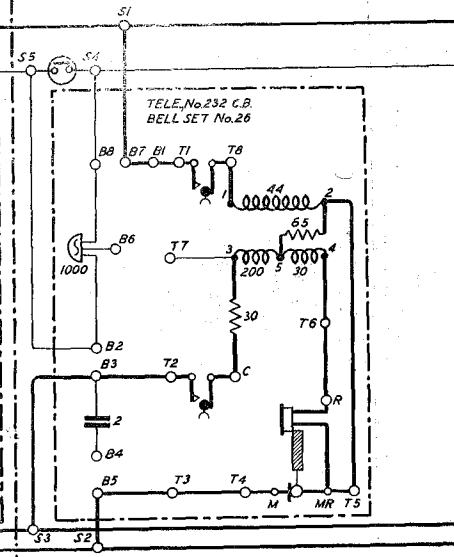 S1
S5
S4
TELE, No. 232 C.B.
BELL SET No. 26
B8
B7
B1
T1
T8
1
44
2
65
B6
T7
3
4
5
1000
200
30
30
T6
B2
B3
T2
C
2
R
B4
B5
T3
T4
M
MR
T5
S3
S2